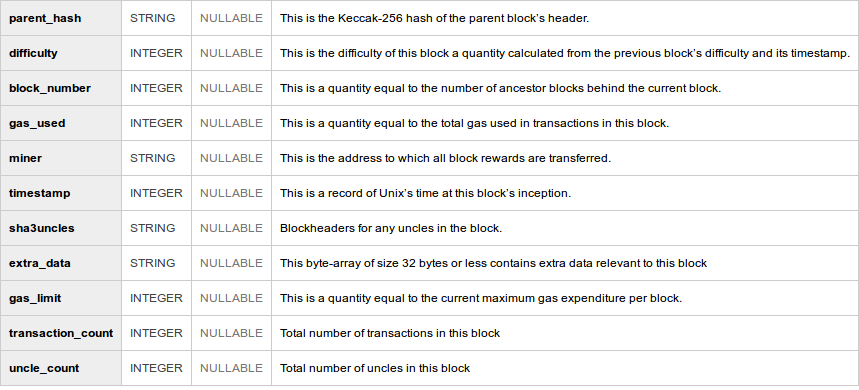 parent_hash STRING NULLABLE This is the Keccak-256 hash of the parent block's header.
difficulty INTEGER NULLABLE This is the difficulty of this block a quantity calculated from the previous block's difficulty and its timestamp.
block_number INTEGER NULLABLE This is a quantity equal to the number of ancestor blocks behind the current block.
gas_used INTEGER NULLABLE This is a quantity equal to the total gas used in transactions in this block.
miner STRING NULLABLE This is the address to which all block rewards are transferred.
timestamp INTEGER NULLABLE This is a record of Unix's time at this block's inception.
sha3uncles STRING NULLABLE Blockheaders for any uncles in the block.
extra_data STRING NULLABLE This byte-array of size 32 bytes or less contains extra data relevant to this block
gas_limit INTEGER NULLABLE This is a quantity equal to the current maximum gas expenditure per block.
transaction_count INTEGER NULLABLE Total number of transactions in this block
uncle_count INTEGER NULLABLE Total number of uncles in this block